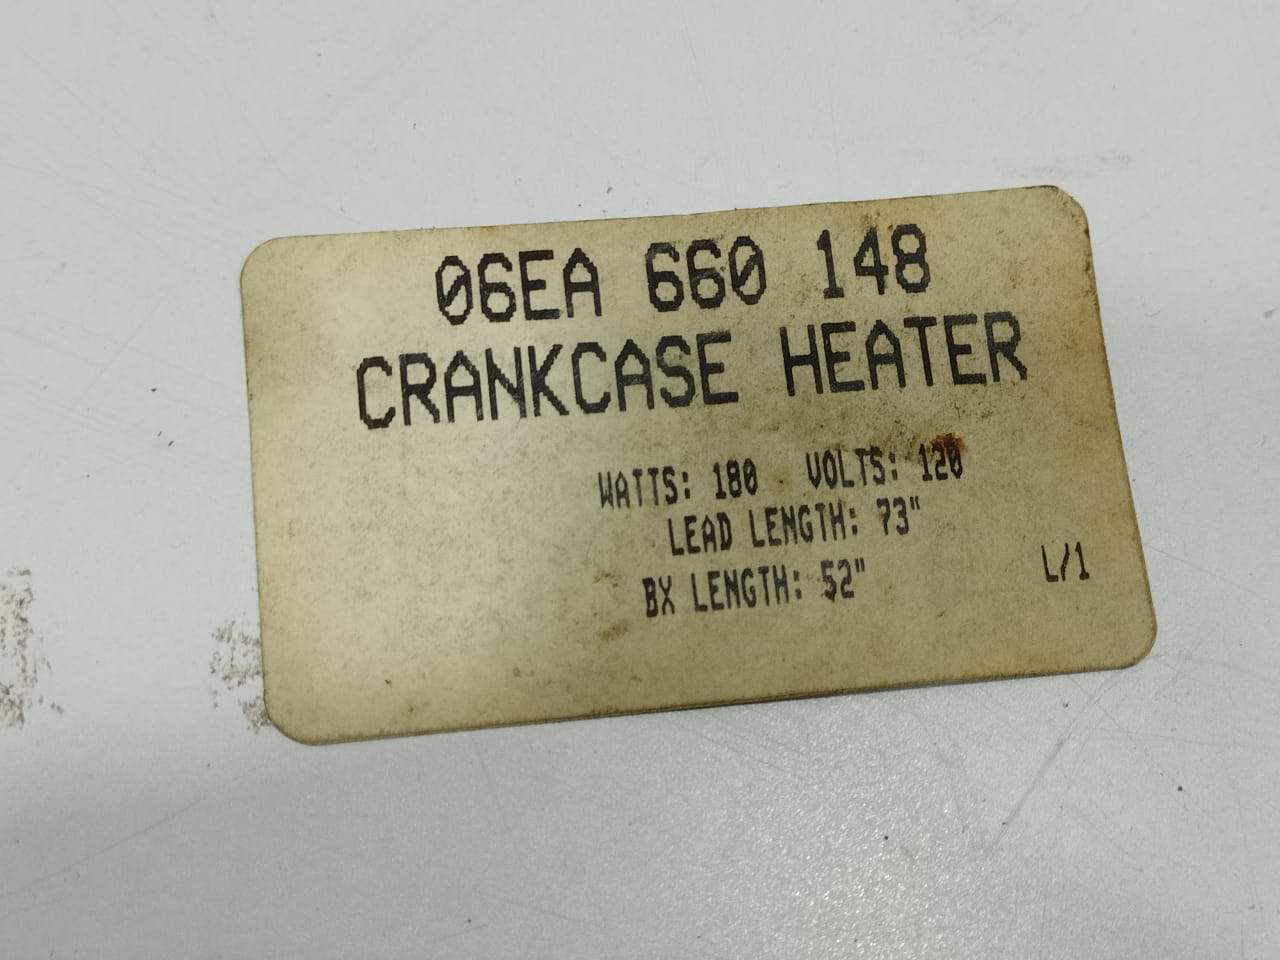 06EA 660 148
CRANKCASE HEATER
WATTS: 180 VOLTS: 120
LEAD LENGTH: 73"
BX LENGTH: 52"
L/1